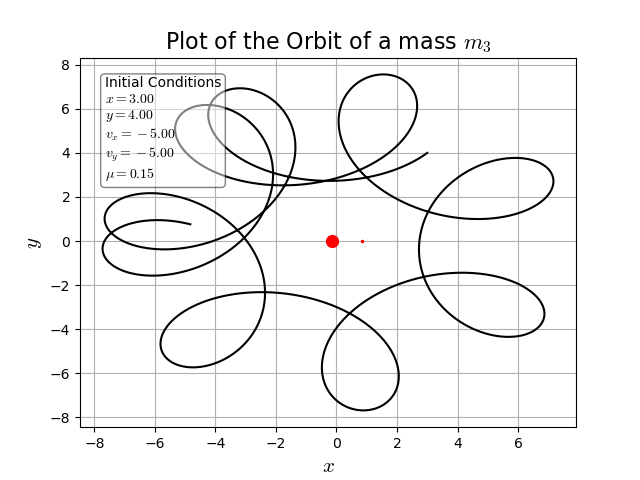 Plot of the Orbit of a mass m₃
Initial Conditions
x = 3.00
y = 4.00
vₓ = −5.00
v_y = −5.00
μ = 0.15
8
6
4
2
0
−2
−4
−6
−8
y
−8 −6 −4 −2 0 2 4 6
x